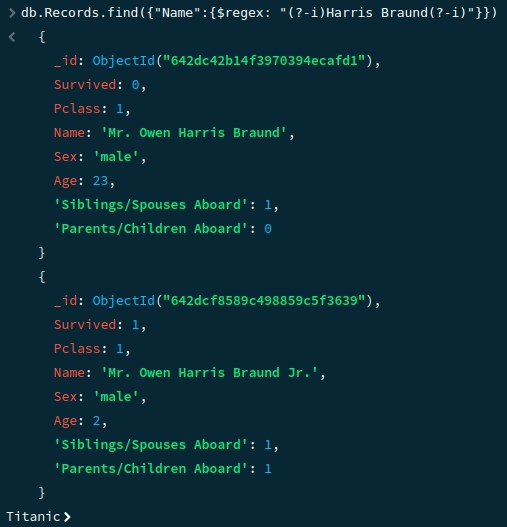 > db.Records.find({"Name":{$regex: "(?-i)Harris Braund(?-i)"}})
< {
_id: ObjectId("642dc42b14f3970394ecafd1"),
Survived: 0,
Pclass: 1,
Name: 'Mr. Owen Harris Braund',
Sex: 'male',
Age: 23,
'Siblings/Spouses Aboard': 1,
'Parents/Children Aboard': 0
}
{
_id: ObjectId("642dcf8589c498859c5f3639"),
Survived: 1,
Pclass: 1,
Name: 'Mr. Owen Harris Braund Jr.',
Sex: 'male',
Age: 2,
'Siblings/Spouses Aboard': 1,
'Parents/Children Aboard': 1
}
Titanic>